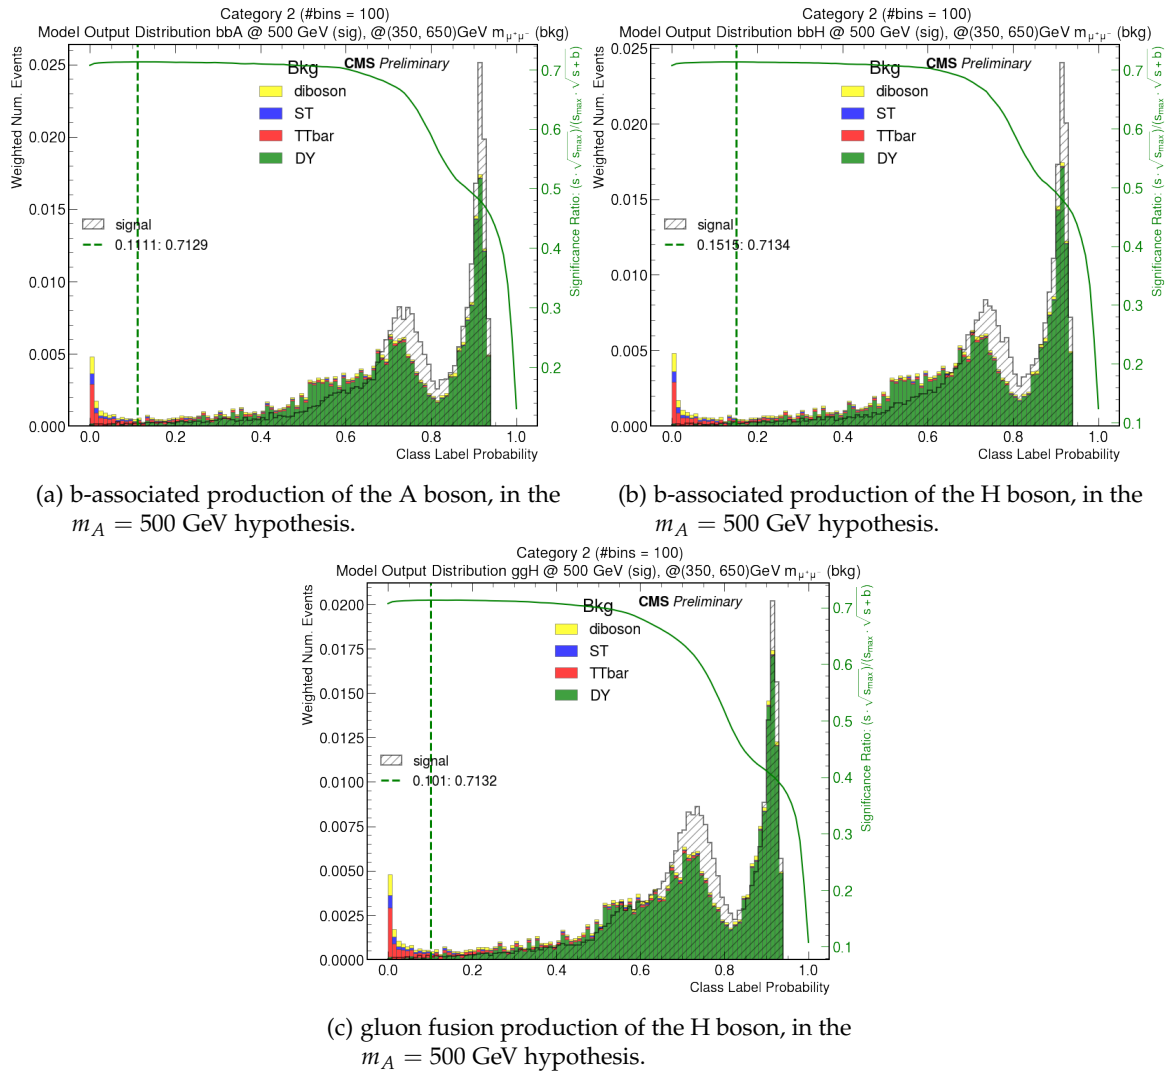 Category 2 (#bins = 100)
Model Output Distribution bbA @ 500 GeV (sig), @(350, 650)GeV mμ⁺μ⁻ (bkg)
CMS Preliminary
Bkg
diboson
ST
TTbar
DY
signal
0.1111: 0.7129
Weighted Num. Events
0.025
0.020
0.015
0.010
0.005
0.000
0.0 0.2 0.4 0.6 0.8 1.0
Class Label Probability
0.7
0.6
0.5
0.4
0.3
0.2
0.1
Significance Ratio: (s · √smax)/(smax · √s + b)
(a) b-associated production of the A boson, in the
mA = 500 GeV hypothesis.
Category 2 (#bins = 100)
Model Output Distribution bbH @ 500 GeV (sig), @(350, 650)GeV mμ⁺μ⁻ (bkg)
CMS Preliminary
Bkg
diboson
ST
TTbar
DY
signal
0.1515: 0.7134
Weighted Num. Events
0.025
0.020
0.015
0.010
0.005
0.000
0.0 0.2 0.4 0.6 0.8 1.0
Class Label Probability
0.7
0.6
0.5
0.4
0.3
0.2
0.1
Significance Ratio: (s · √smax)/(smax · √s + b)
(b) b-associated production of the H boson, in the
mA = 500 GeV hypothesis.
Category 2 (#bins = 100)
Model Output Distribution ggH @ 500 GeV (sig), @(350, 650)GeV mμ⁺μ⁻ (bkg)
CMS Preliminary
Bkg
diboson
ST
TTbar
DY
signal
0.101: 0.7132
Weighted Num. Events
0.0200
0.0175
0.0150
0.0125
0.0100
0.0075
0.0050
0.0025
0.0000
0.0 0.2 0.4 0.6 0.8 1.0
Class Label Probability
0.7
0.6
0.5
0.4
0.3
0.2
0.1
Significance Ratio: (s · √smax)/(smax · √s + b)
(c) gluon fusion production of the H boson, in the
mA = 500 GeV hypothesis.